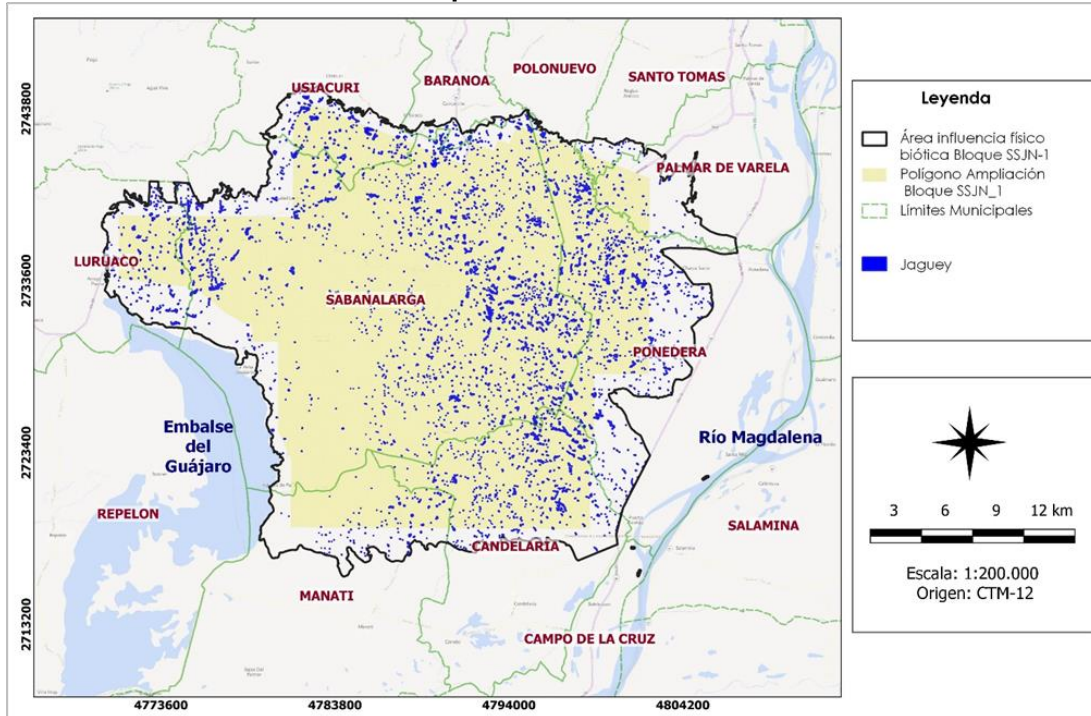 POLONUEVO
BARANOA
SANTO TOMAS
USIACURI
2743800
PALMAR DE VARELA
LURUACO
2733600
SABANALARGA
PONEDERA
Embalse
del
Guájaro
Río Magdalena
2723400
REPELON
SALAMINA
CANDELARIA
MANATI
2713200
CAMPO DE LA CRUZ
4773600
4783800
4794000
4804200
Leyenda
Área influencia físico
biótica Bloque SSJN-1
Polígono Ampliación
Bloque SSJN_1
Límites Municipales
Jaguey
3 6 9 12 km
Escala: 1:200.000
Origen: CTM-12